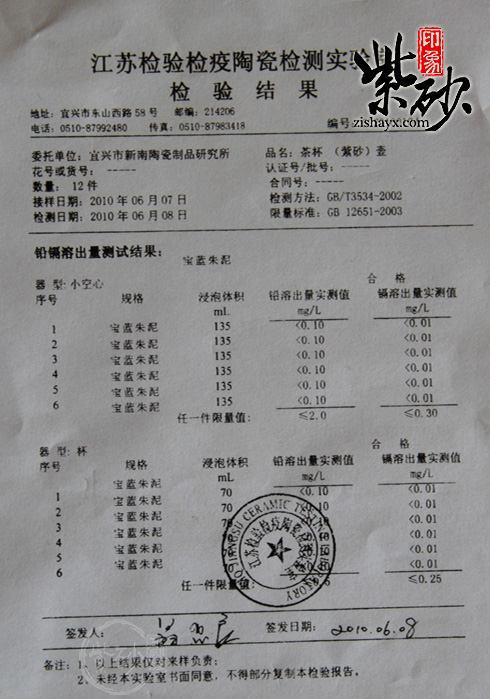 江苏检验检疫陶瓷检测实验
检 验 结 果
印象
紫砂
zishayx.com
地址: 宜兴市东山西路58号 邮编: 214206
电话: 0510-87992480 传真: 0510-87983418 编号
委托单位: 宜兴市新南陶瓷制品研究所 品名: 茶杯 (紫砂) 壶
花号或货号: ----- 认证号/批号: -----
数量: 12件 合同号: -----
接样日期: 2010年06月07日 检测方法: GB/T3534-2002
检测日期: 2010年06月08日 限量标准: GB 12651-2003
铅镉溶出量测试结果: 宝蓝朱泥
器 型: 小空心 合 格
序号 规格 浸泡体积 铅溶出量实测值 镉溶出量实测值
mL mg/L mg/L
1 宝蓝朱泥 135 <0.10 <0.01
2 宝蓝朱泥 135 <0.10 <0.01
3 宝蓝朱泥 135 <0.10 <0.01
4 宝蓝朱泥 135 <0.10 <0.01
5 宝蓝朱泥 135 <0.10 <0.01
6 宝蓝朱泥 135 <0.10 <0.01
任一件限量值: ≤2.0 ≤0.30
器 型: 杯 合 格
序号 规格 浸泡体积 铅溶出量实测值 镉溶出量实测值
mL mg/L mg/L
1 宝蓝朱泥 70 <0.10 <0.01
2 宝蓝朱泥 70 <0.01
3 宝蓝朱泥 <0.01
4 宝蓝朱泥 <0.01
5 宝蓝朱泥 <0.01
6 宝蓝朱泥 <0.01
任一件限量值: ≤0.25
JIANGSU CERAMIC TESTING
江苏检验检疫陶瓷检测
签发人: 签发日期: 2010.06.08
备注: 1、以上结果仅对来样负责;
2、未经本实验室书面同意, 不得部分复制本检验报告。